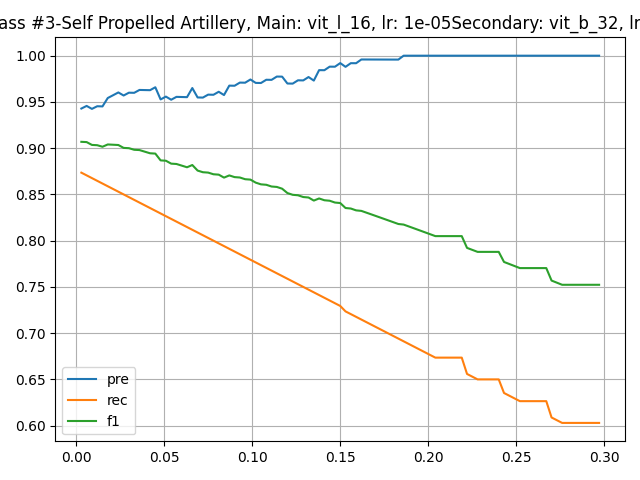 ass #3-Self Propelled Artillery, Main: vit_l_16, lr: 1e-05Secondary: vit_b_32, lr
1.00
0.95
0.90
0.85
0.80
0.75
0.70
0.65
0.60
pre
rec
f1
0.00 0.05 0.10 0.15 0.20 0.25 0.30